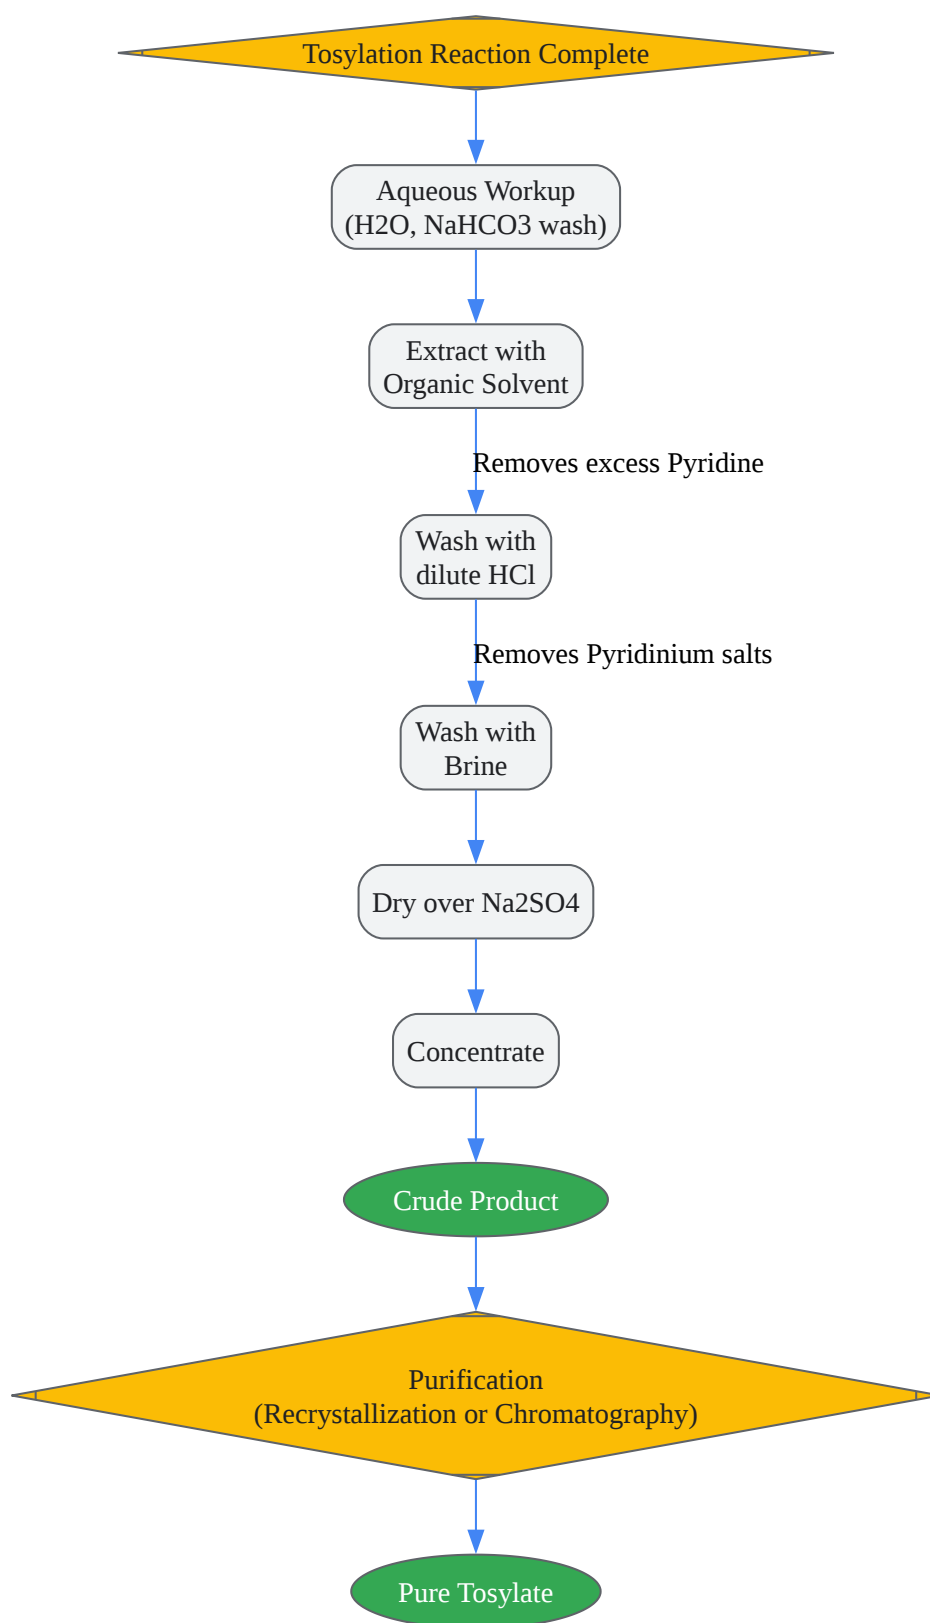 Tosylation Reaction Complete
Aqueous Workup
(H2O, NaHCO3 wash)
Extract with
Organic Solvent
Removes excess Pyridine
Wash with
dilute HCl
Removes Pyridinium salts
Wash with
Brine
Dry over Na2SO4
Concentrate
Crude Product
Purification
(Recrystallization or Chromatography)
Pure Tosylate